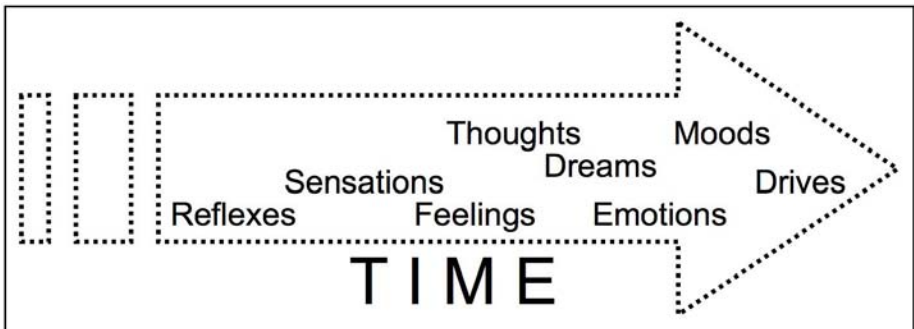 Thoughts Moods
Dreams
Sensations Drives
Reflexes Feelings Emotions
TIME